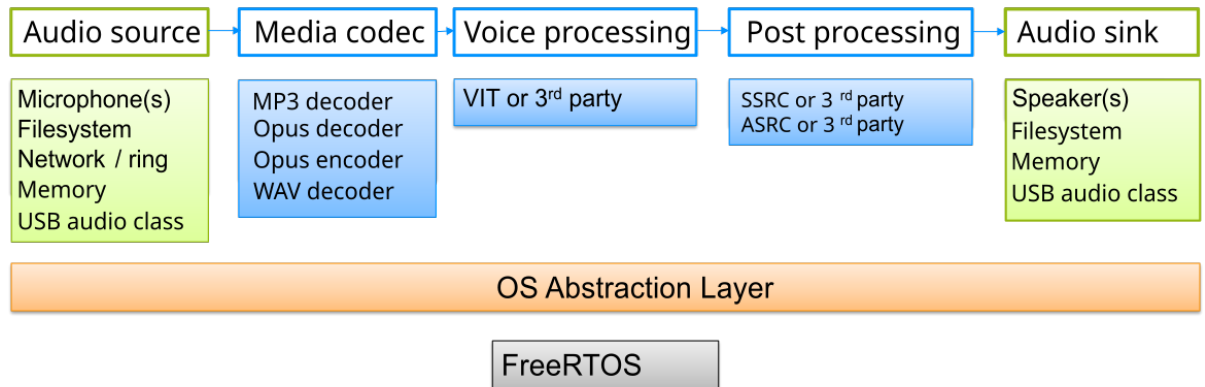 Audio source
Media codec
Voice processing
Post processing
Audio sink
Microphone(s)
Filesystem
Network / ring
Memory
USB audio class
MP3 decoder
Opus decoder
Opus encoder
WAV decoder
VIT or 3rd party
SSRC or 3 rd party
ASRC or 3 rd party
Speaker(s)
Filesystem
Memory
USB audio class
OS Abstraction Layer
FreeRTOS